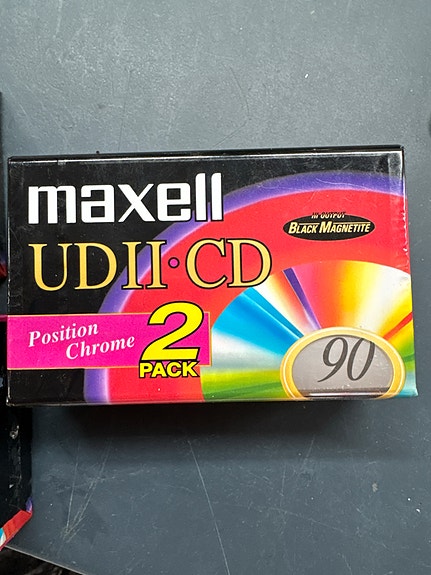 maxell
HI OUTPUT
BLACK MAGNETITE
UDII·CD
Position
Chrome
2
PACK
90